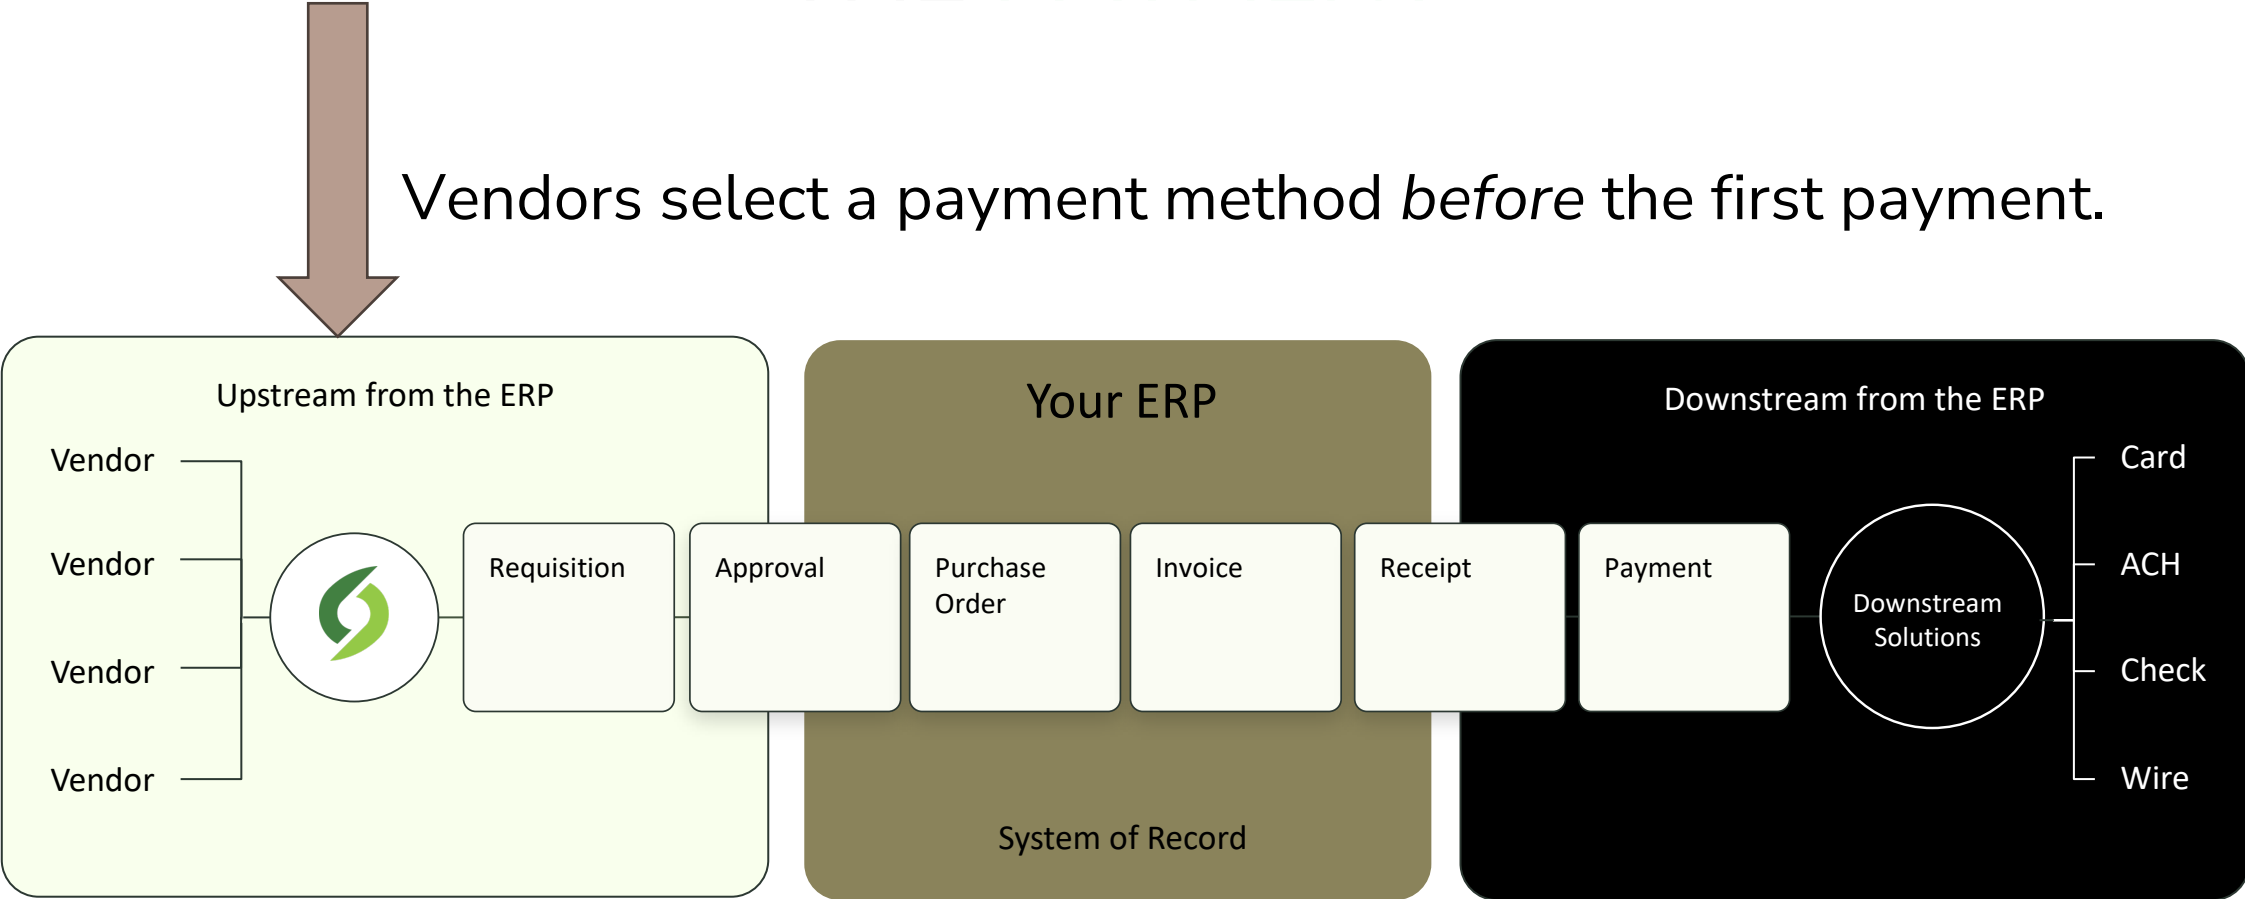 Vendors select a payment method before the first payment.
Upstream from the ERP
Vendor
Vendor
Vendor
Vendor
Your ERP
System of Record
Requisition
Approval
Purchase
Order
Invoice
Receipt
Payment
Downstream from the ERP
Downstream
Solutions
Card
ACH
Check
Wire